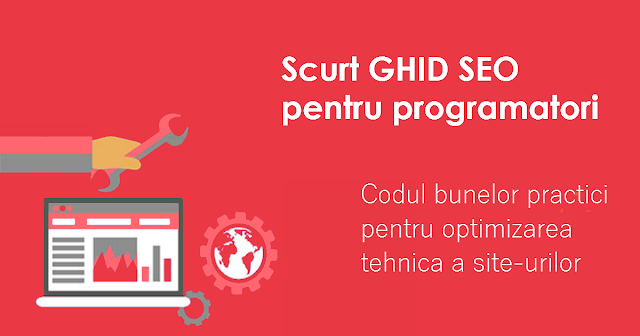 Scurt GHID SEO
pentru programatori
Codul bunelor practici
pentru optimizarea
tehnica a site-urilor